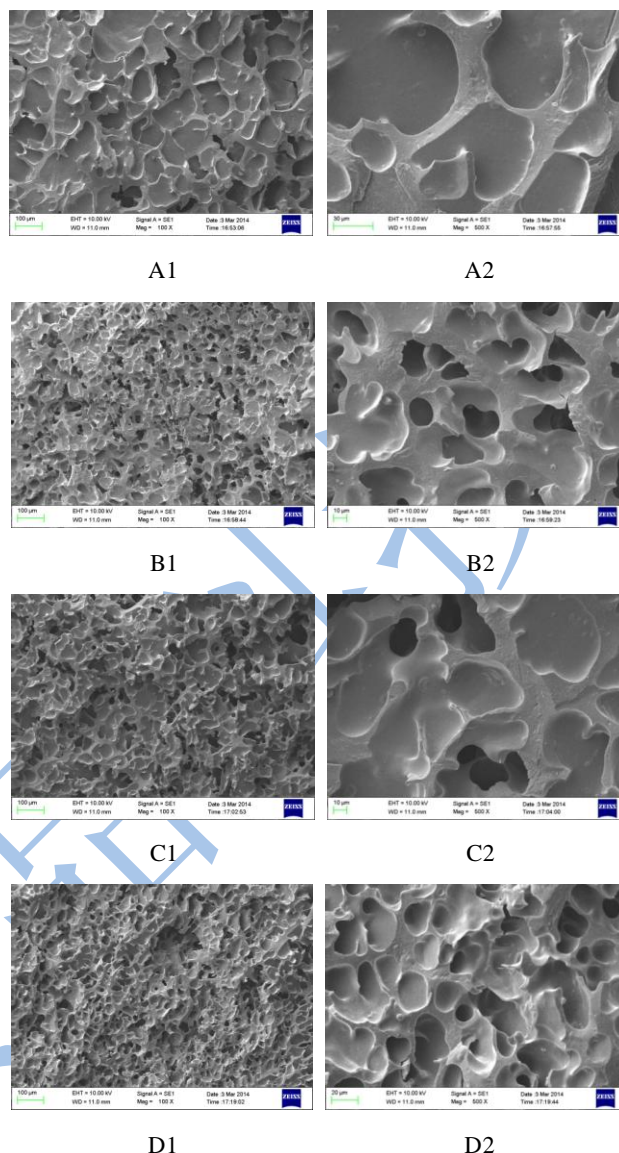 100 µm EHT = 10.00 kV Signal A = SE1 Date :3 Mar 2014
WD = 11.0 mm Mag = 100 X Time :16:53:06
ZEISS
A1
30 µm EHT = 10.00 kV Signal A = SE1 Date :3 Mar 2014
WD = 11.0 mm Mag = 500 X Time :16:57:55
ZEISS
A2
100 µm EHT = 10.00 kV Signal A = SE1 Date :3 Mar 2014
WD = 11.0 mm Mag = 100 X Time :16:58:44
ZEISS
B1
10 µm EHT = 10.00 kV Signal A = SE1 Date :3 Mar 2014
WD = 11.0 mm Mag = 500 X Time :16:59:23
ZEISS
B2
100 µm EHT = 10.00 kV Signal A = SE1 Date :3 Mar 2014
WD = 11.0 mm Mag = 100 X Time :17:02:53
ZEISS
C1
10 µm EHT = 10.00 kV Signal A = SE1 Date :3 Mar 2014
WD = 11.0 mm Mag = 500 X Time :17:04:00
ZEISS
C2
100 µm EHT = 10.00 kV Signal A = SE1 Date :3 Mar 2014
WD = 11.0 mm Mag = 100 X Time :17:19:02
ZEISS
D1
20 µm EHT = 10.00 kV Signal A = SE1 Date :3 Mar 2014
WD = 11.0 mm Mag = 500 X Time :17:19:44
ZEISS
D2